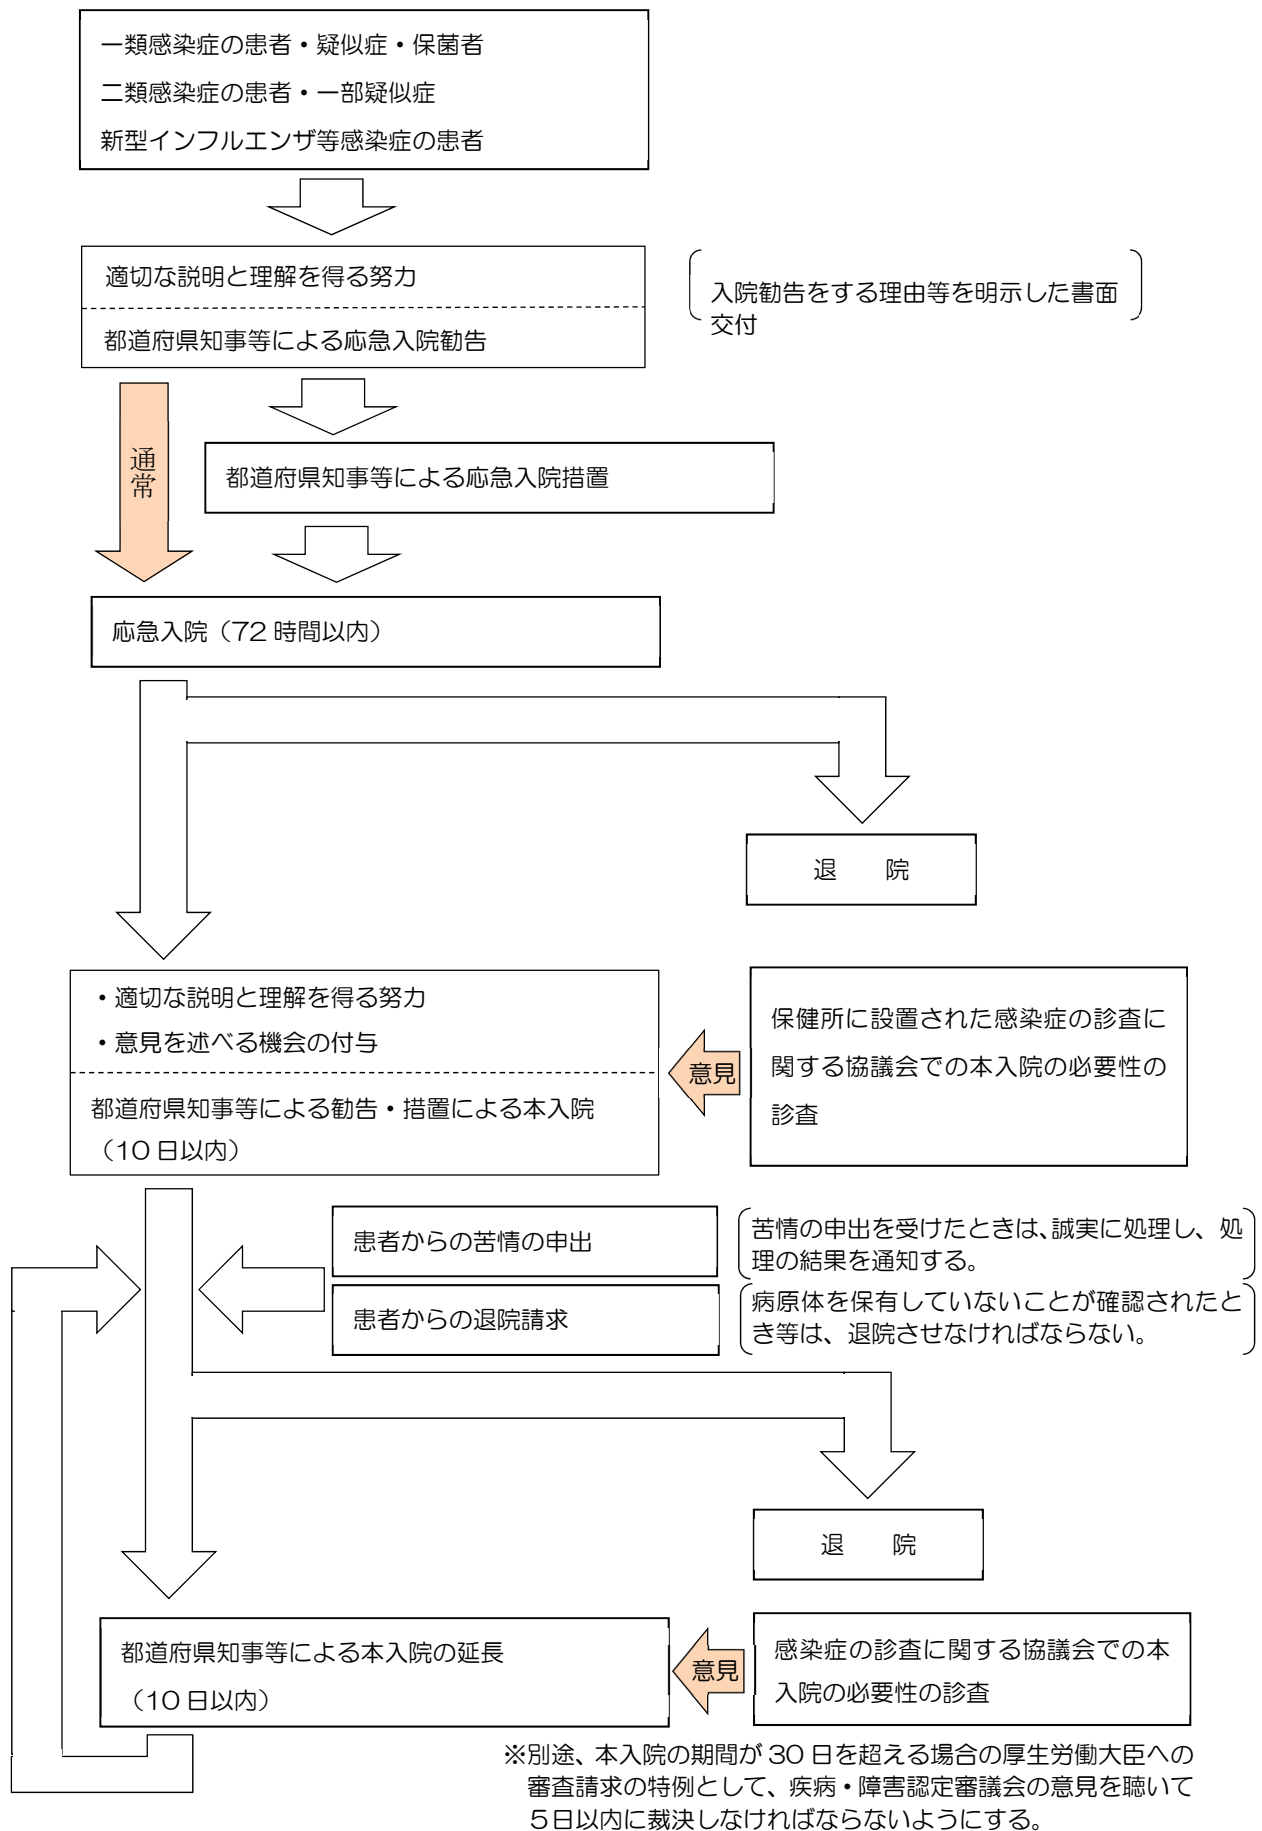 一類感染症の患者・疑似症・保菌者
二類感染症の患者・一部疑似症
新型インフルエンザ等感染症の患者
適切な説明と理解を得る努力
都道府県知事等による応急入院勧告
入院勧告をする理由等を明示した書面
交付
通常
都道府県知事等による応急入院措置
応急入院（72 時間以内）
退　　院
・適切な説明と理解を得る努力
・意見を述べる機会の付与
都道府県知事等による勧告・措置による本入院
（10 日以内）
意見
保健所に設置された感染症の診査に
関する協議会での本入院の必要性の
診査
患者からの苦情の申出
苦情の申出を受けたときは、誠実に処理し、処
理の結果を通知する。
患者からの退院請求
病原体を保有していないことが確認されたと
き等は、退院させなければならない。
退　　院
都道府県知事等による本入院の延長
（10 日以内）
意見
感染症の診査に関する協議会での本
入院の必要性の診査
※別途、本入院の期間が 30 日を超える場合の厚生労働大臣への
審査請求の特例として、疾病・障害認定審議会の意見を聴いて
５日以内に裁決しなければならないようにする。